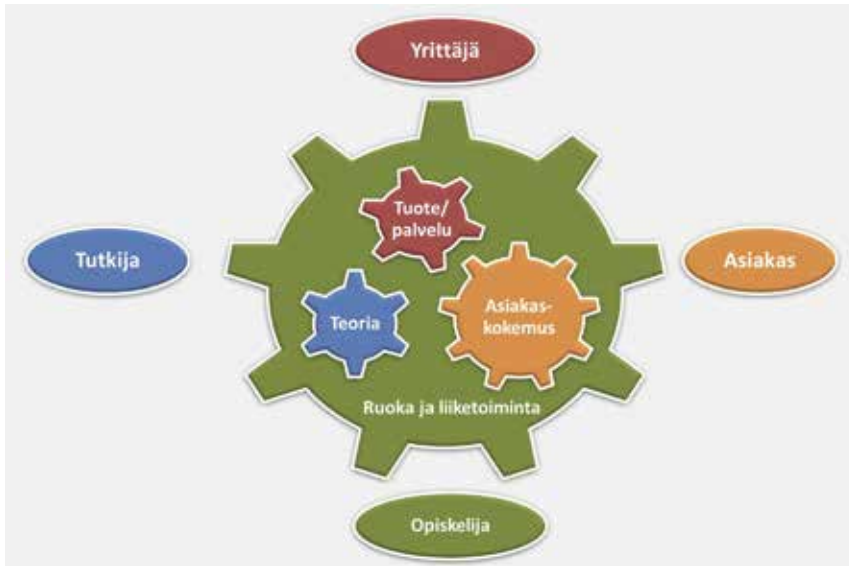 Yrittäjä
Tuote/
palvelu
Tutkija
Asiakas
Teoria
Asiakas-
kokemus
Ruoka ja liiketoiminta
Opiskelija